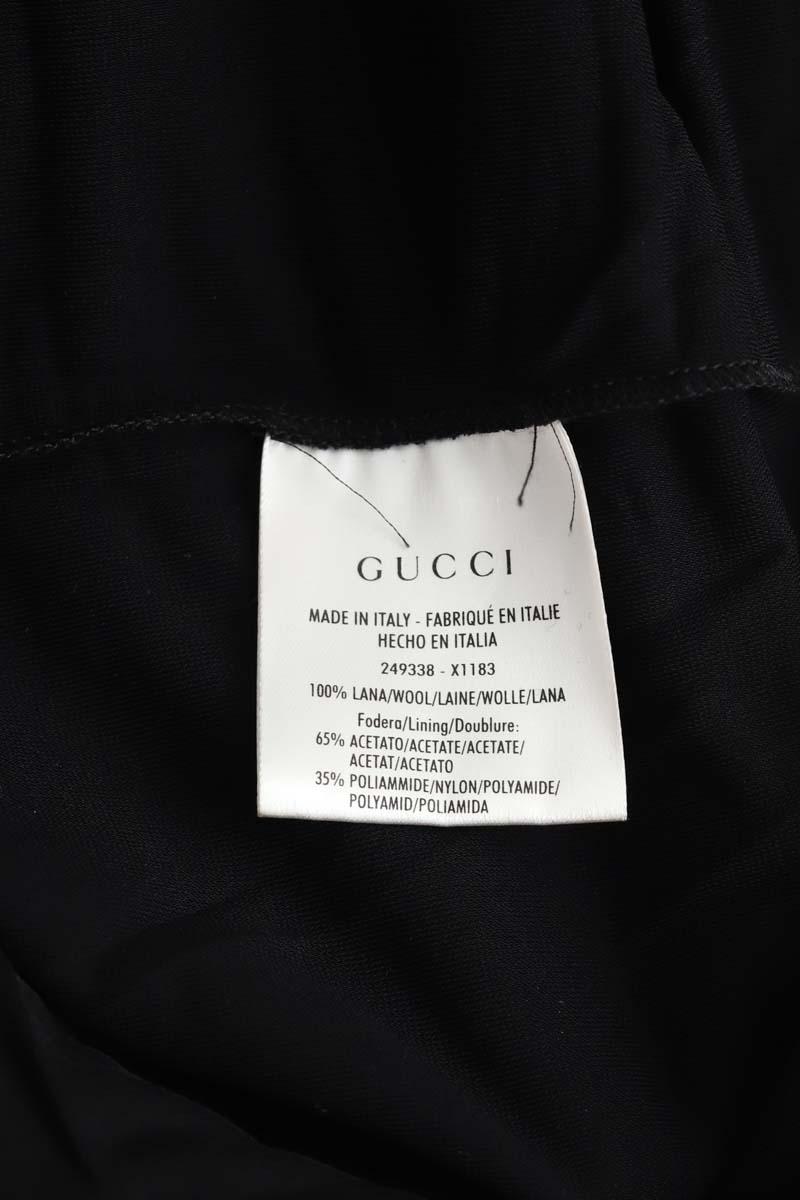 GUCCI
MADE IN ITALY - FABRIQUÉ EN ITALIE
HECHO EN ITALIA
249338 - X1183
100% LANA/WOOL/LAINE/WOLLE/LANA
Fodera/Lining/Doublure:
65% ACETATO/ACETATE/ACETATE/
ACETAT/ACETATO
35% POLIAMMIDE/NYLON/POLYAMIDE/
POLYAMID/POLIAMIDA